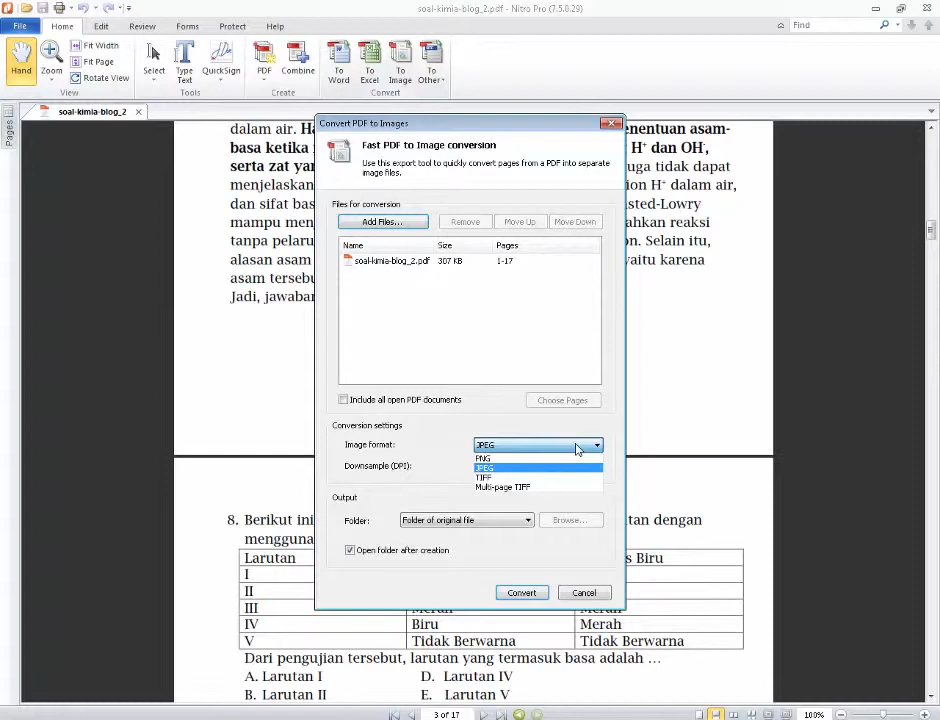 soal-kimia-blog_2.pdf - Nitro Pro (7.5.0.29)
File Home Edit Review Forms Protect Help
Find
Hand
Zoom
Fit Width
Fit Page
Rotate View
View
Select
Type Text
QuickSign
Tools
PDF
Combine
Create
To Word
To Excel
To Image
To Other
Convert
soal-kimia-blog_2
Pages
dalam air.
enentuan asam-
basa ketika
H+ dan OH-,
serta zat yan
uga tidak dapat
menjelaskan
ion H+ dalam air,
dan sifat bas
sted-Lowry
mampu men
ahkan reaksi
tanpa pelaru
on. Selain itu,
alasan asam
yaitu karena
asam tersebu
Jadi, jawaban
Convert PDF to Images
Fast PDF to Image conversion
Use this export tool to quickly convert pages from a PDF into separate
image files.
Files for conversion
Add Files...
Remove
Move Up
Move Down
Name Size Pages
soal-kimia-blog_2.pdf 307 KB 1-17
Include all open PDF documents
Choose Pages
Conversion settings
Image format:
JPEG
PNG
JPEG
TIFF
Multi-page TIFF
Downsample (DPI):
Output
Folder:
Folder of original file
Browse...
Open folder after creation
Convert
Cancel
8. Berikut ini
tan dengan
mengguna
Larutan
s Biru
I
II
III Merah Merah
IV Biru Merah
V Tidak Berwarna Tidak Berwarna
Dari pengujian tersebut, larutan yang termasuk basa adalah ...
A. Larutan I D. Larutan IV
B. Larutan II E. Larutan V
3 of 17
100%